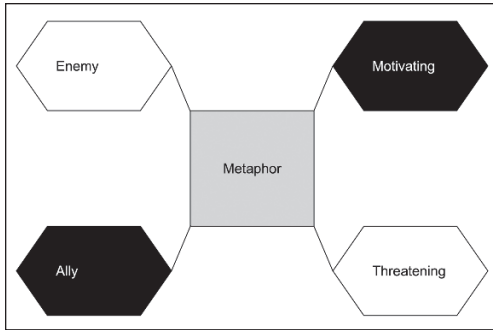 Enemy
Motivating
Metaphor
Ally
Threatening